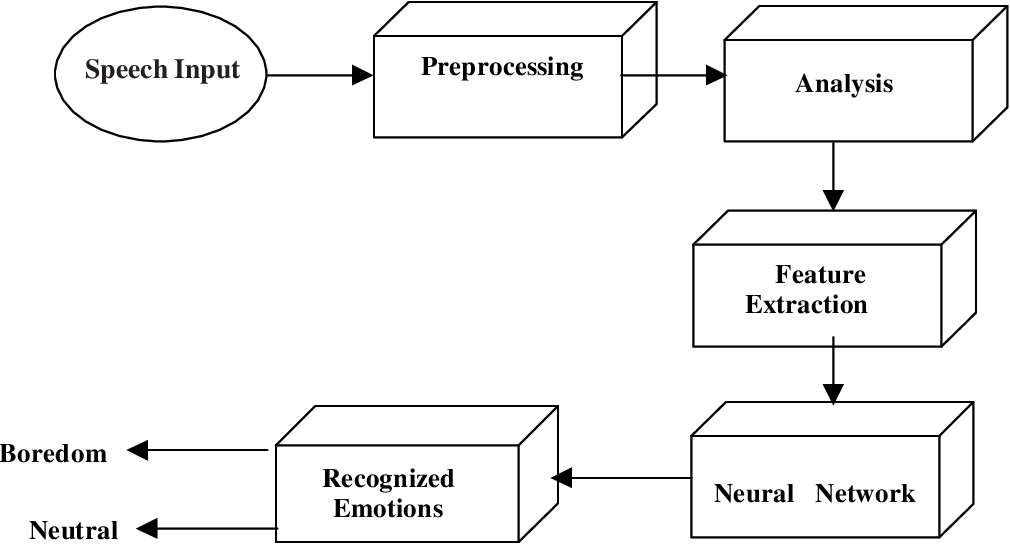 Speech Input
Preprocessing
Analysis
Feature
Extraction
Neural Network
Recognized
Emotions
Boredom
Neutral